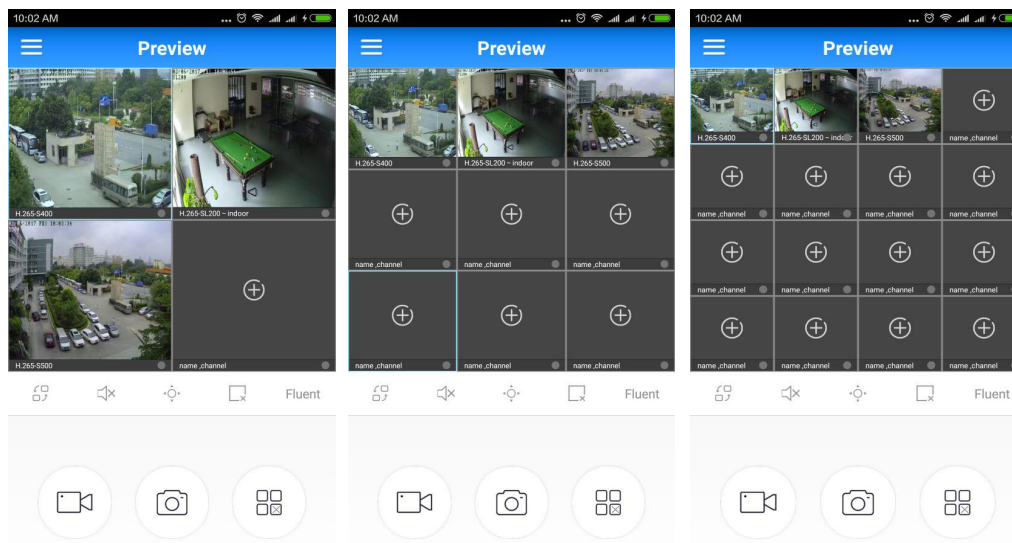 10:02 AM
Preview
H.265-S400
H.265-SL200 – indoor
H.265-S500
name ,channel
Fluent
10:02 AM
Preview
H.265-S400
H.265-SL200 – indoor
H.265-S500
name ,channel
name ,channel
name ,channel
name ,channel
name ,channel
name ,channel
Fluent
10:02 AM
Preview
H.265-S400
H.265-SL200 – indoor
H.265-S500
name ,channel
name ,channel
name ,channel
name ,channel
name ,channel
name ,channel
name ,channel
name ,channel
name ,channel
name ,channel
name ,channel
name ,channel
name ,channel
Fluent